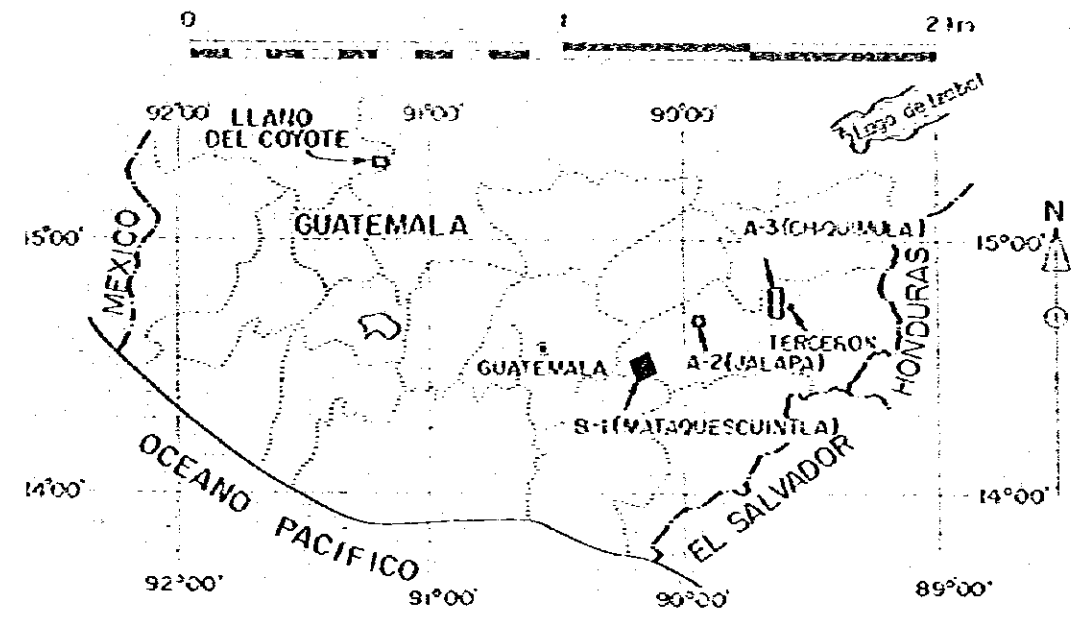 0 1 2
92°00' 91°00' 90°00'
Lago de Izabal
LLANO
DEL COYOTE
GUATEMALA
A-3(CHIQUIMULA)
N
15°00'
15°00'
MEXICO
HONDURAS
TERCERON
GUATEMALA
A-2(JALAPA)
B-1(MATAQUESCUINTLA)
OCEANO PACIFICO
EL SALVADOR
14°00'
14°00'
92°00'
91°00'
90°00'
89°00'